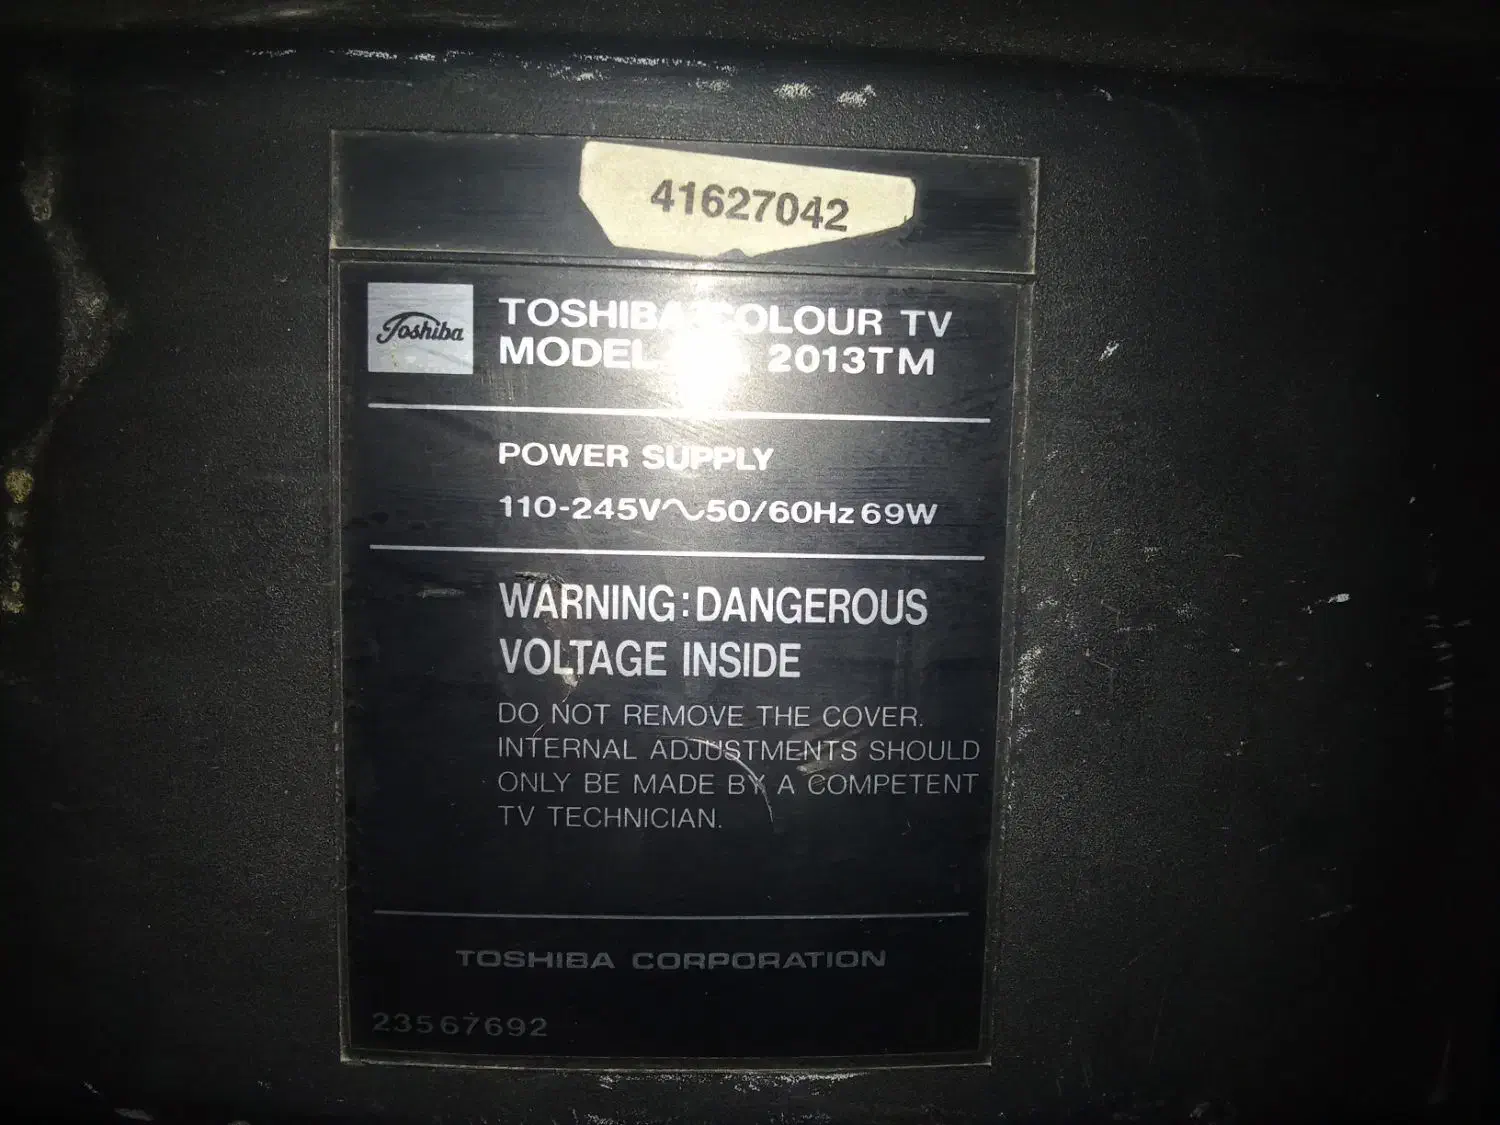 41627042
Toshiba
TOSHIBA COLOUR TV
MODEL 2013TM
POWER SUPPLY
110-245V∿50/60Hz 69W
WARNING:DANGEROUS
VOLTAGE INSIDE
DO NOT REMOVE THE COVER.
INTERNAL ADJUSTMENTS SHOULD
ONLY BE MADE BY A COMPETENT
TV TECHNICIAN.
TOSHIBA CORPORATION
23567692